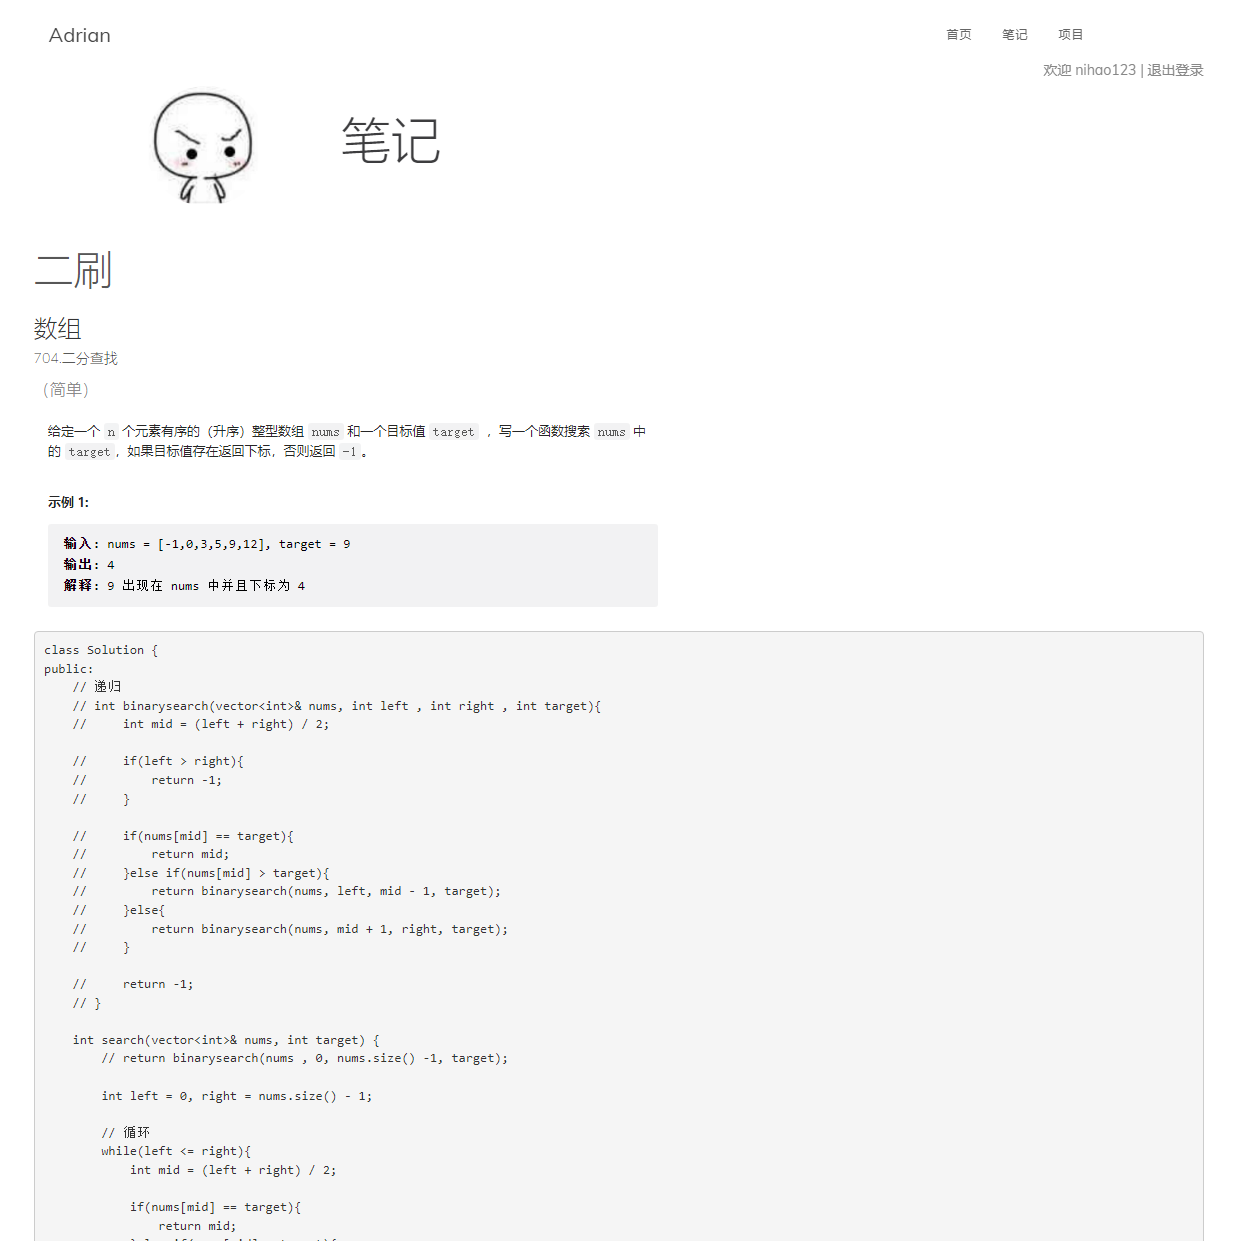 Adrian
首页 笔记 项目
欢迎 nihao123 | 退出登录
笔记
二刷
数组
704.二分查找
（简单）
给定一个 n 个元素有序的（升序）整型数组 nums 和一个目标值 target ，写一个函数搜索 nums 中
的 target，如果目标值存在返回下标，否则返回 -1。
示例 1:
输入: nums = [-1,0,3,5,9,12], target = 9
输出: 4
解释: 9 出现在 nums 中并且下标为 4
class Solution {
public:
    // 递归
    // int binarysearch(vector<int>& nums, int left , int right , int target){
    //     int mid = (left + right) / 2;
    //     if(left > right){
    //         return -1;
    //     }
    //     if(nums[mid] == target){
    //         return mid;
    //     }else if(nums[mid] > target){
    //         return binarysearch(nums, left, mid - 1, target);
    //     }else{
    //         return binarysearch(nums, mid + 1, right, target);
    //     }
    //     return -1;
    // }
    int search(vector<int>& nums, int target) {
        // return binarysearch(nums , 0, nums.size() -1, target);
        int left = 0, right = nums.size() - 1;
        // 循环
        while(left <= right){
            int mid = (left + right) / 2;
            if(nums[mid] == target){
                return mid;